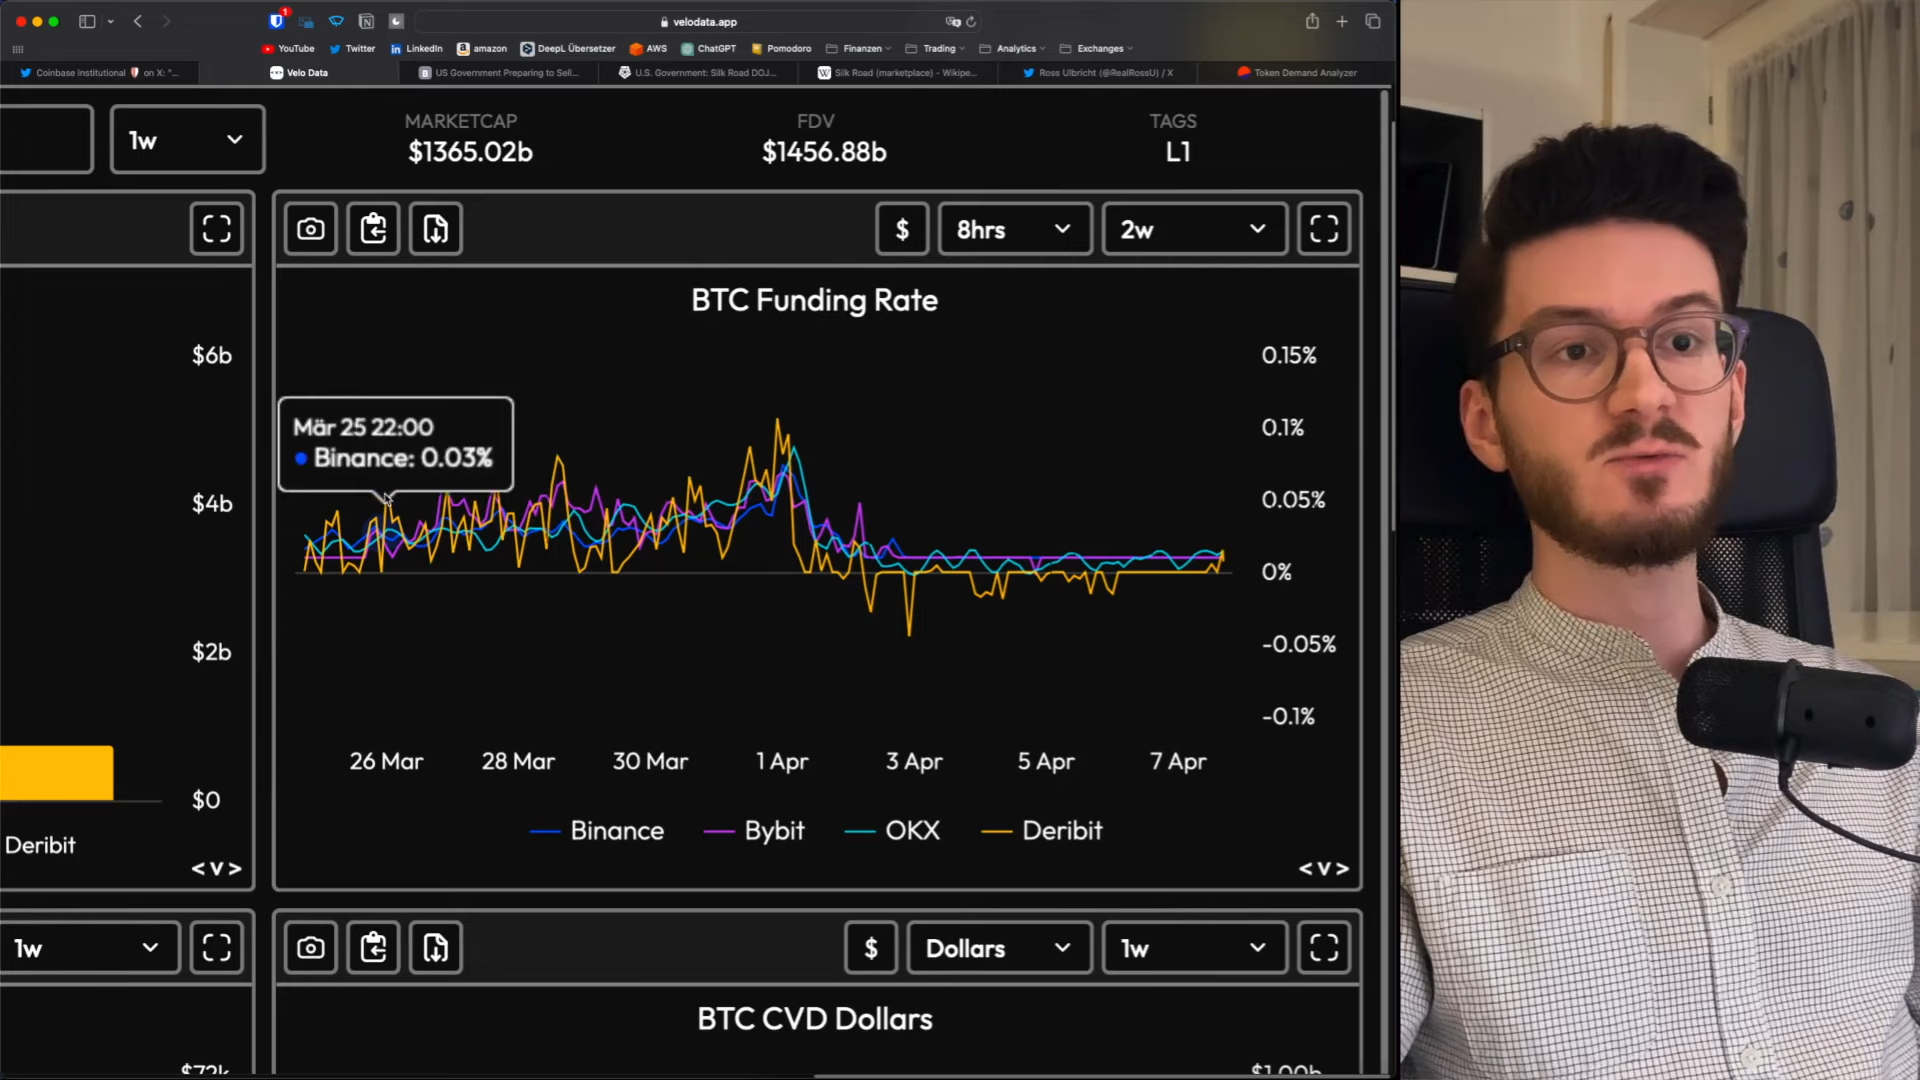 velodata.app
1
YouTube
Twitter
LinkedIn
amazon
DeepL Übersetzer
AWS
ChatGPT
Pomodoro
Finanzen
Trading
Analytics
Exchanges
Coinbase Institutional 🛡️ on X: "...
Velo Data
US Government Preparing to Sell...
U.S. Government: Silk Road DOJ...
Silk Road (marketplace) - Wikipe...
Ross Ulbricht (@RealRossU) / X
Token Demand Analyzer
1w
MARKETCAP
$1365.02b
FDV
$1456.88b
TAGS
L1
$
8hrs
2w
BTC Funding Rate
$6b
$4b
$2b
$0
Deribit
<v>
Mär 25 22:00
Binance: 0.03%
0.15%
0.1%
0.05%
0%
-0.05%
-0.1%
26 Mar
28 Mar
30 Mar
1 Apr
3 Apr
5 Apr
7 Apr
Binance
Bybit
OKX
Deribit
<v>
1w
$
Dollars
1w
BTC CVD Dollars
$72k
$1.00b